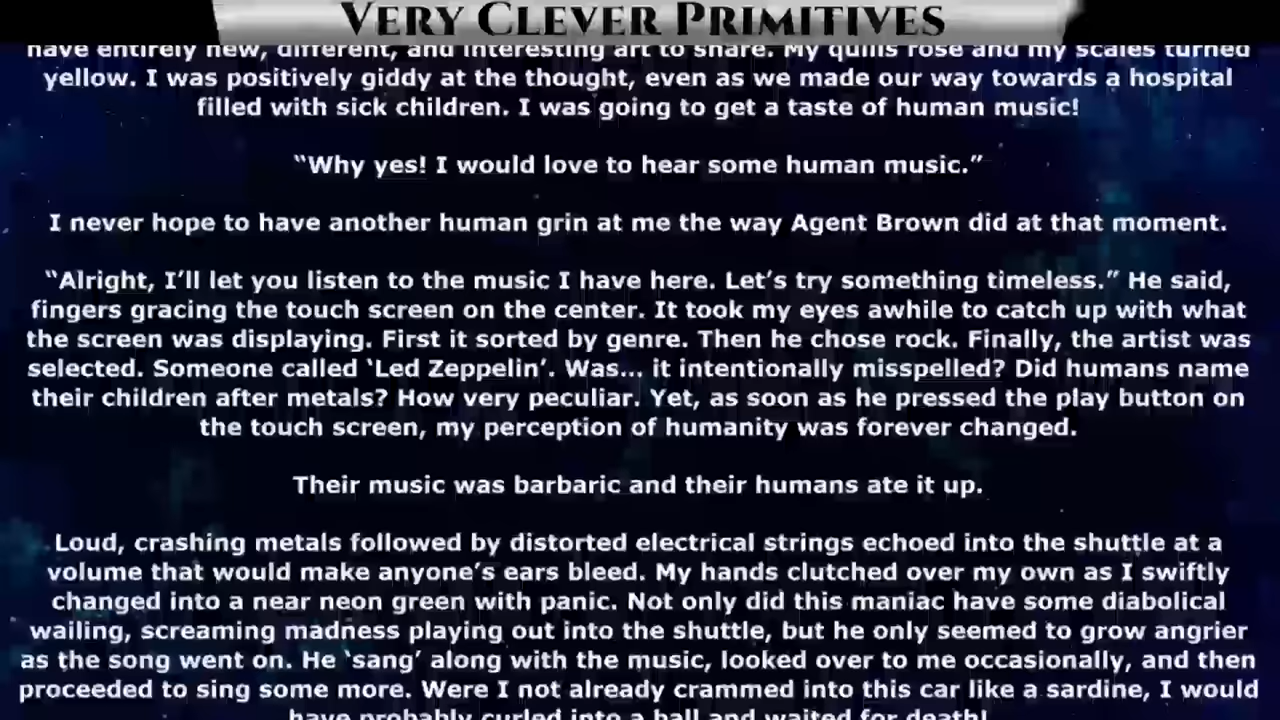 VERY CLEVER PRIMITIVES
have entirely new, different, and interesting art to share. My quills rose and my scales turned
yellow. I was positively giddy at the thought, even as we made our way towards a hospital
filled with sick children. I was going to get a taste of human music!
“Why yes! I would love to hear some human music.”
I never hope to have another human grin at me the way Agent Brown did at that moment.
“Alright, I’ll let you listen to the music I have here. Let’s try something timeless.” He said,
fingers gracing the touch screen on the center. It took my eyes awhile to catch up with what
the screen was displaying. First it sorted by genre. Then he chose rock. Finally, the artist was
selected. Someone called ‘Led Zeppelin’. Was... it intentionally misspelled? Did humans name
their children after metals? How very peculiar. Yet, as soon as he pressed the play button on
the touch screen, my perception of humanity was forever changed.
Their music was barbaric and their humans ate it up.
Loud, crashing metals followed by distorted electrical strings echoed into the shuttle at a
volume that would make anyone’s ears bleed. My hands clutched over my own as I swiftly
changed into a near neon green with panic. Not only did this maniac have some diabolical
wailing, screaming madness playing out into the shuttle, but he only seemed to grow angrier
as the song went on. He ‘sang’ along with the music, looked over to me occasionally, and then
proceeded to sing some more. Were I not already crammed into this car like a sardine, I would
have probably curled into a ball and waited for death!